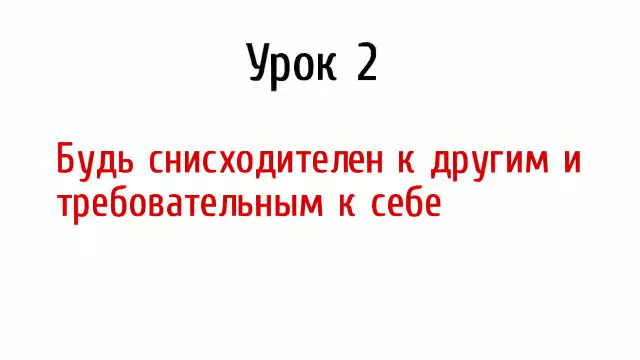 Урок 2
Будь снисходителен к другим и
требовательным к себе